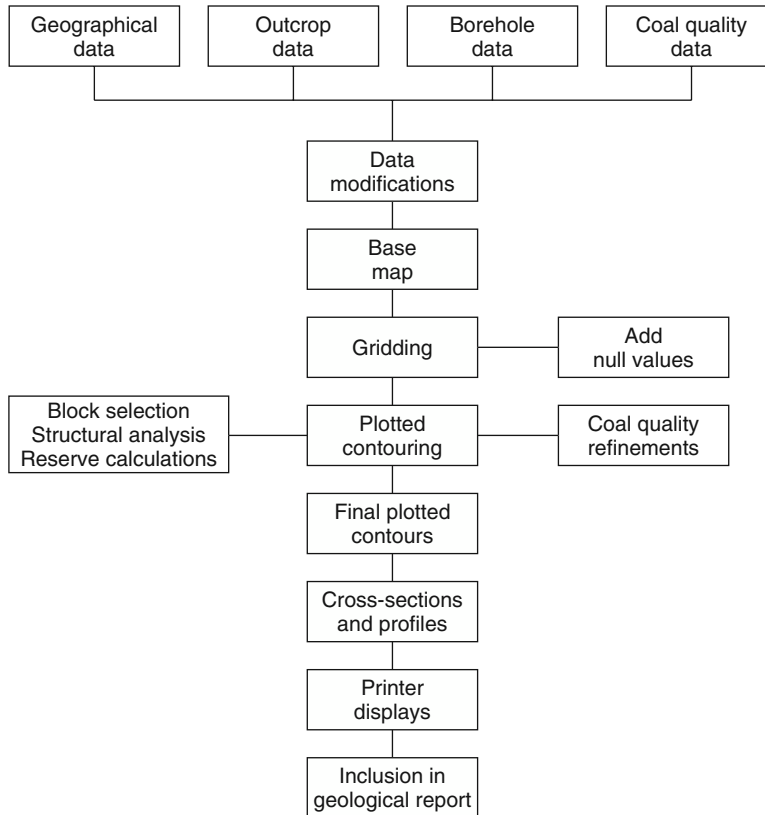 Geographical
data
Outcrop
data
Borehole
data
Coal quality
data
Data
modifications
Base
map
Gridding
Add
null values
Block selection
Structural analysis
Reserve calculations
Plotted
contouring
Coal quality
refinements
Final plotted
contours
Cross-sections
and profiles
Printer
displays
Inclusion in
geological report